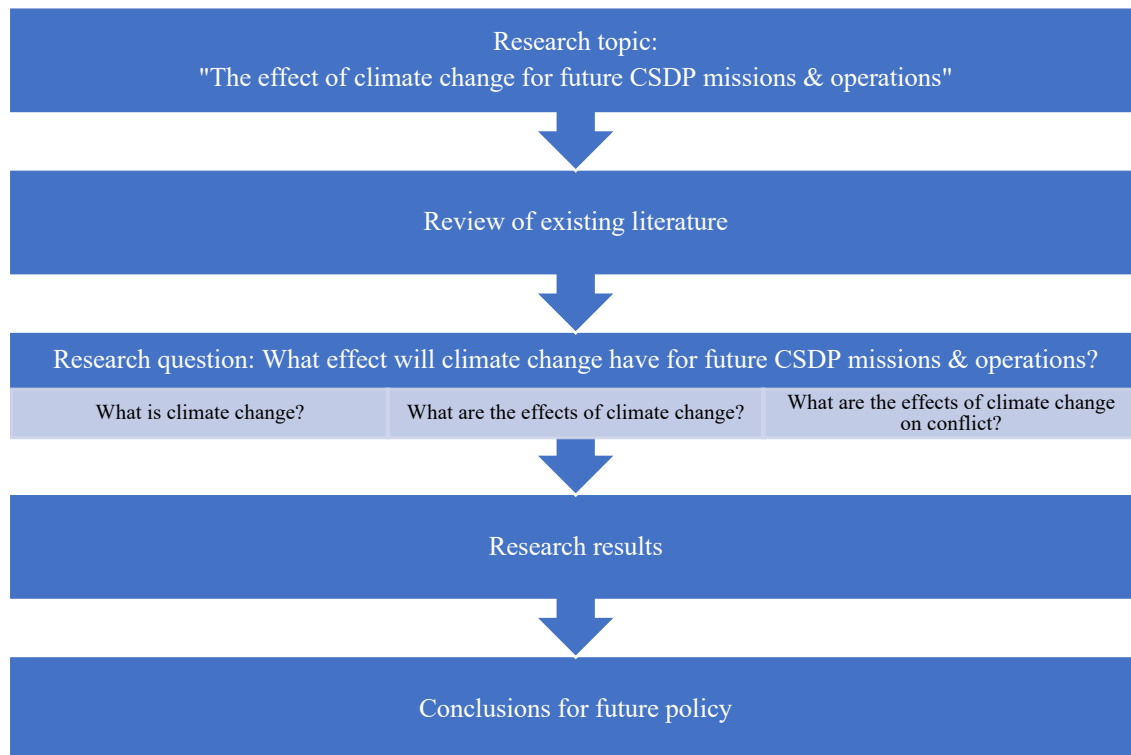 Research topic:
"The effect of climate change for future CSDP missions & operations"
Review of existing literature
Research question: What effect will climate change have for future CSDP missions & operations?
What is climate change?
What are the effects of climate change?
What are the effects of climate change
on conflict?
Research results
Conclusions for future policy